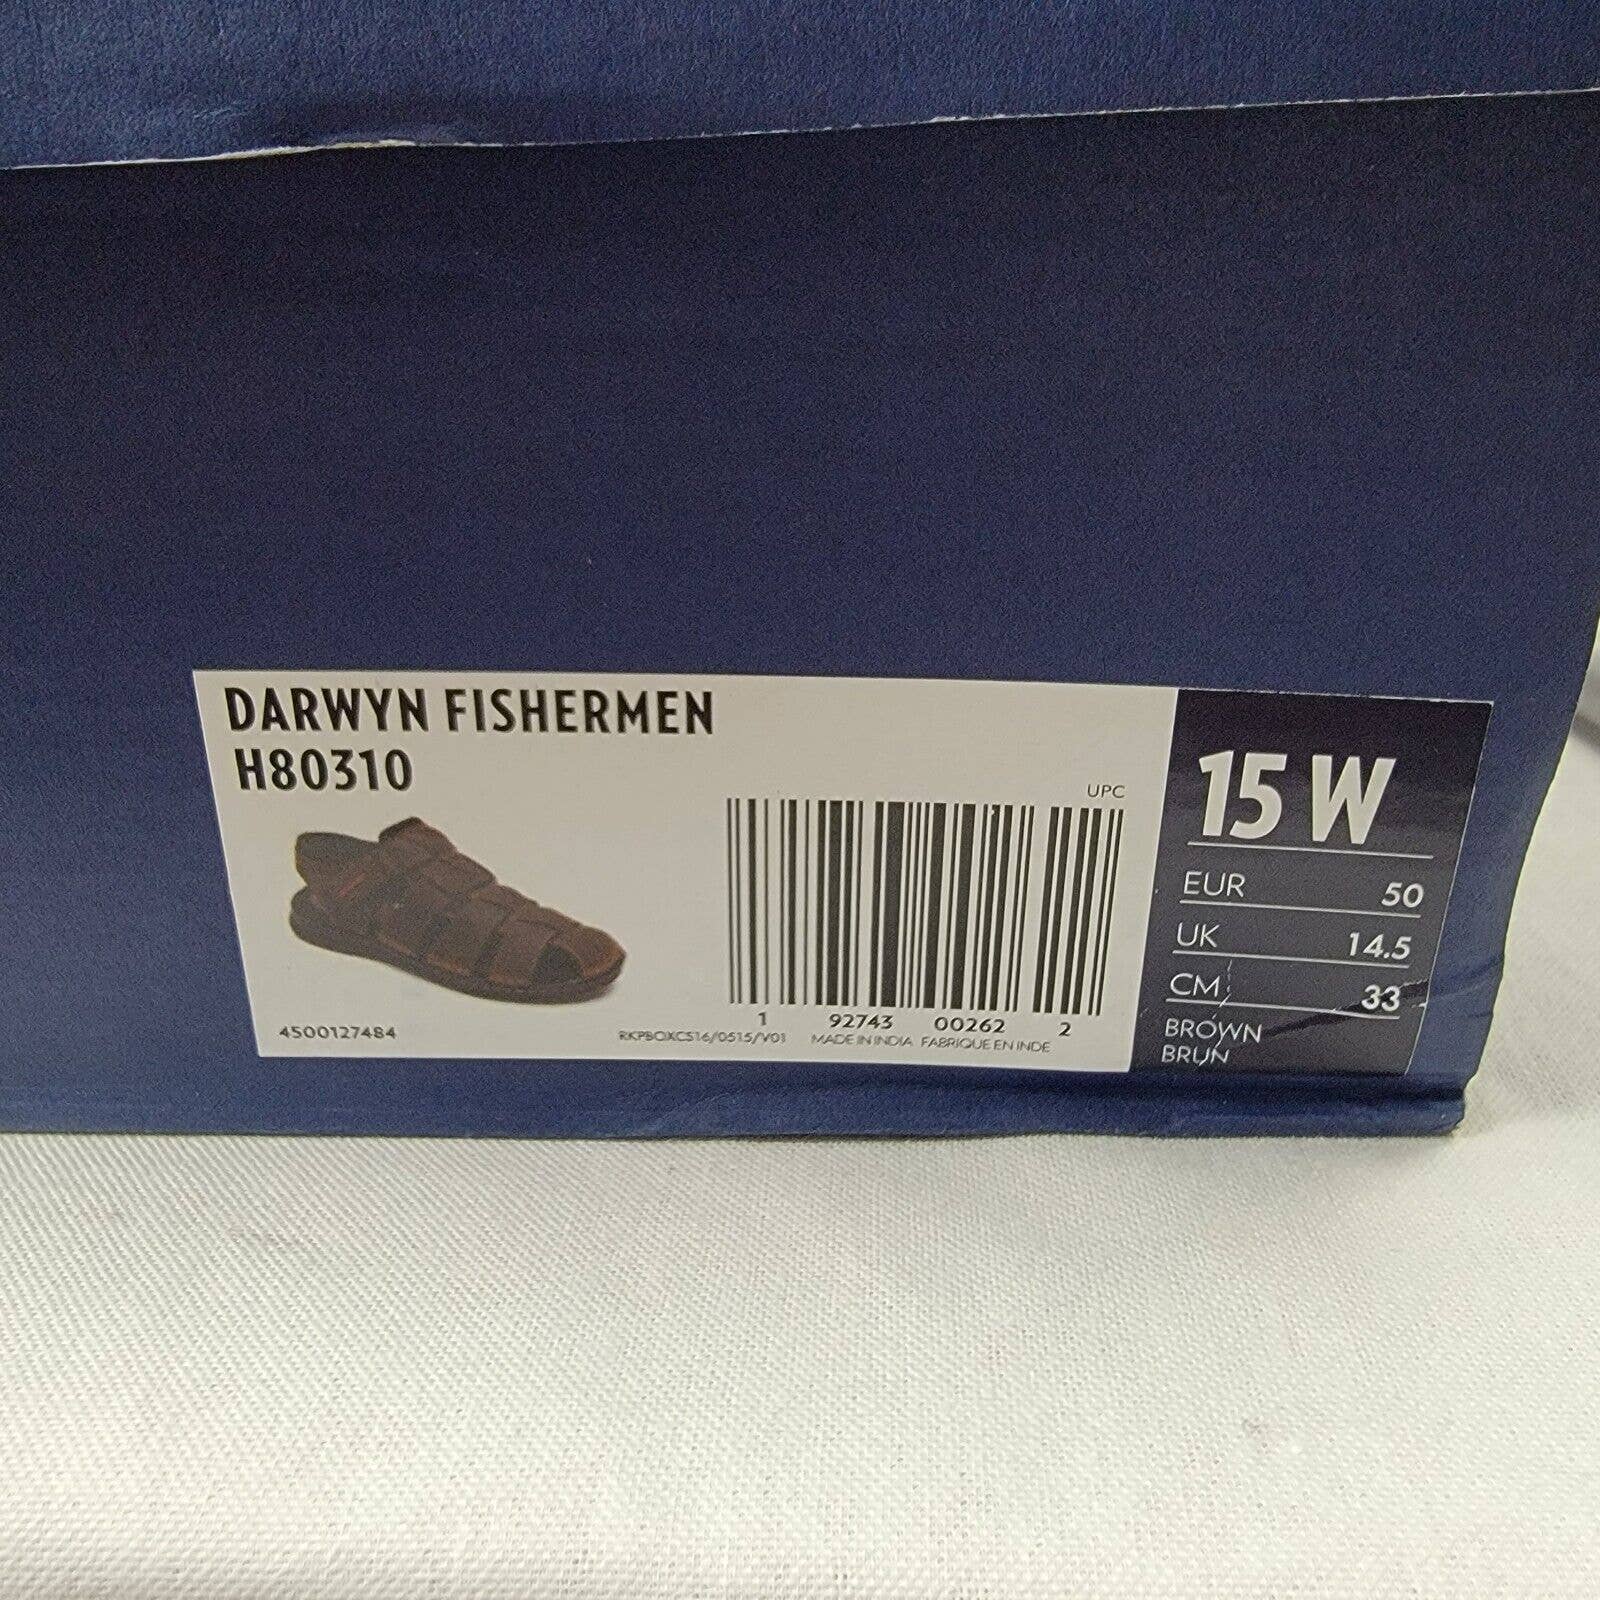 DARWYN FISHERMEN
H80310
UPC
1 92743 00262 2
4500127484
RKPBOXCS16/0515/V01
MADE IN INDIA FABRIQUE EN INDE
15 W
EUR 50
UK 14.5
CM 33
BROWN
BRUN